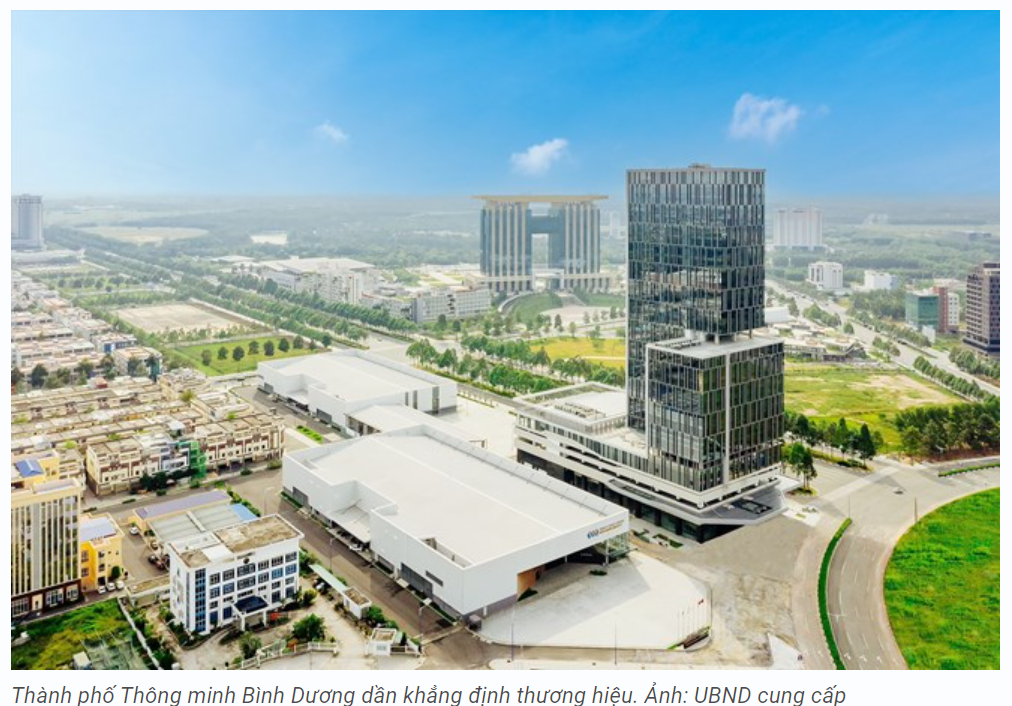 Thành phố Thông minh Bình Dương dần khẳng định thương hiệu. Ảnh: UBND cung cấp